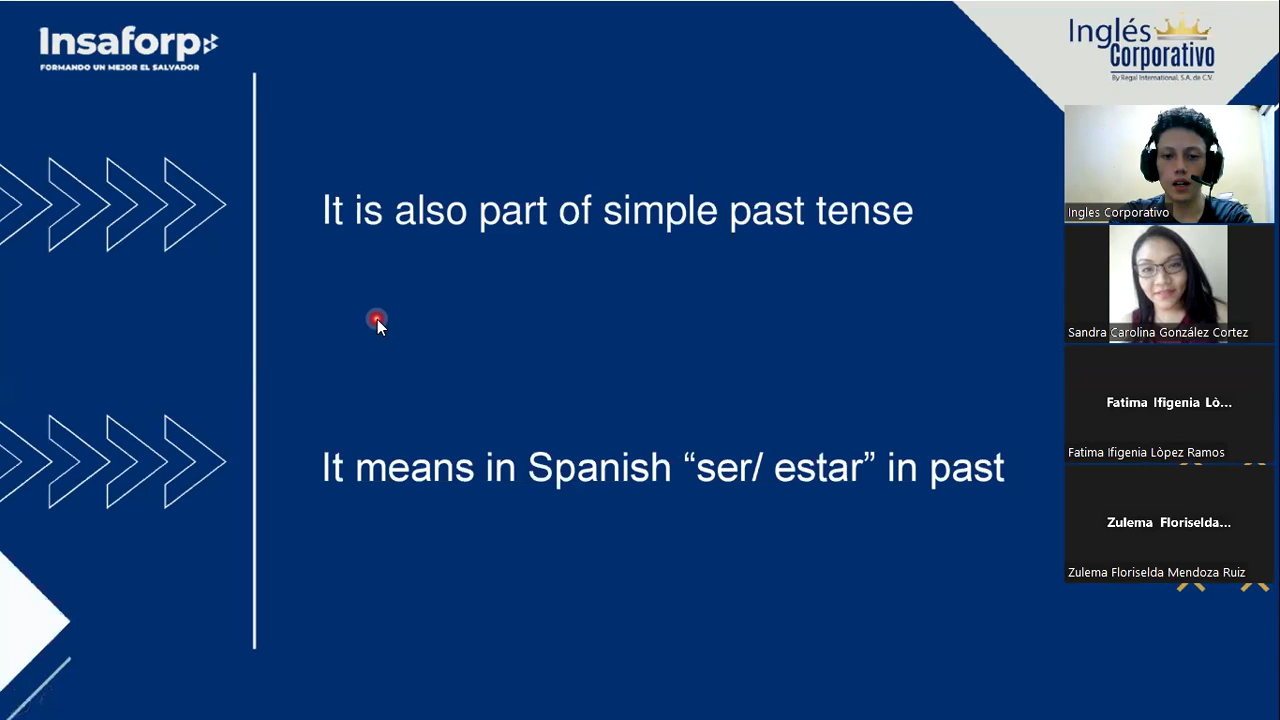 Insaforp
FORMANDO UN MEJOR EL SALVADOR
Inglés
Corporativo
By Regal International, S.A. de C.V.
It is also part of simple past tense
It means in Spanish “ser/ estar” in past
Ingles Corporativo
Sandra Carolina González Cortez
Fatima Ifigenia Lò...
Fatima Ifigenia Lòpez Ramos
Zulema Floriselda...
Zulema Floriselda Mendoza Ruiz